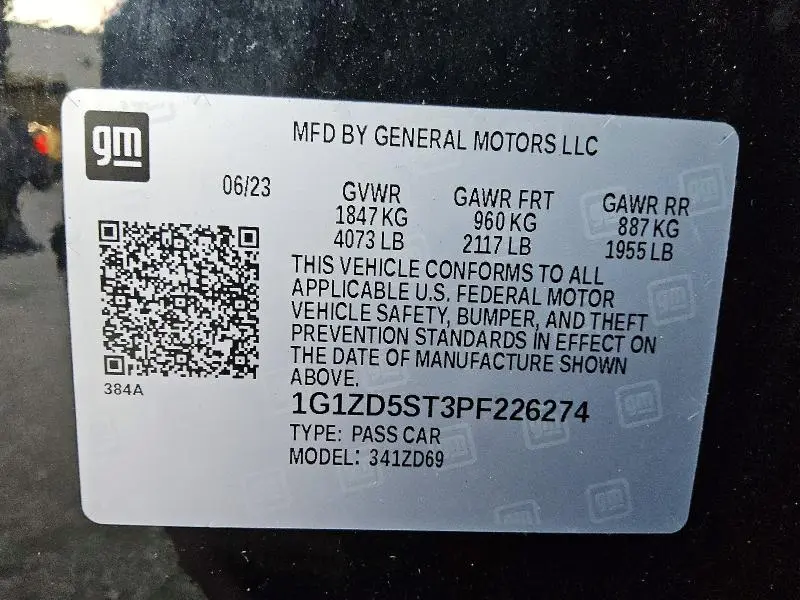 gm
MFD BY GENERAL MOTORS LLC
06/23
GVWR GAWR FRT GAWR RR
1847 KG 960 KG 887 KG
4073 LB 2117 LB 1955 LB
THIS VEHICLE CONFORMS TO ALL
APPLICABLE U.S. FEDERAL MOTOR
VEHICLE SAFETY, BUMPER, AND THEFT
PREVENTION STANDARDS IN EFFECT ON
THE DATE OF MANUFACTURE SHOWN
ABOVE.
384A
1G1ZD5ST3PF226274
TYPE: PASS CAR
MODEL: 341ZD69